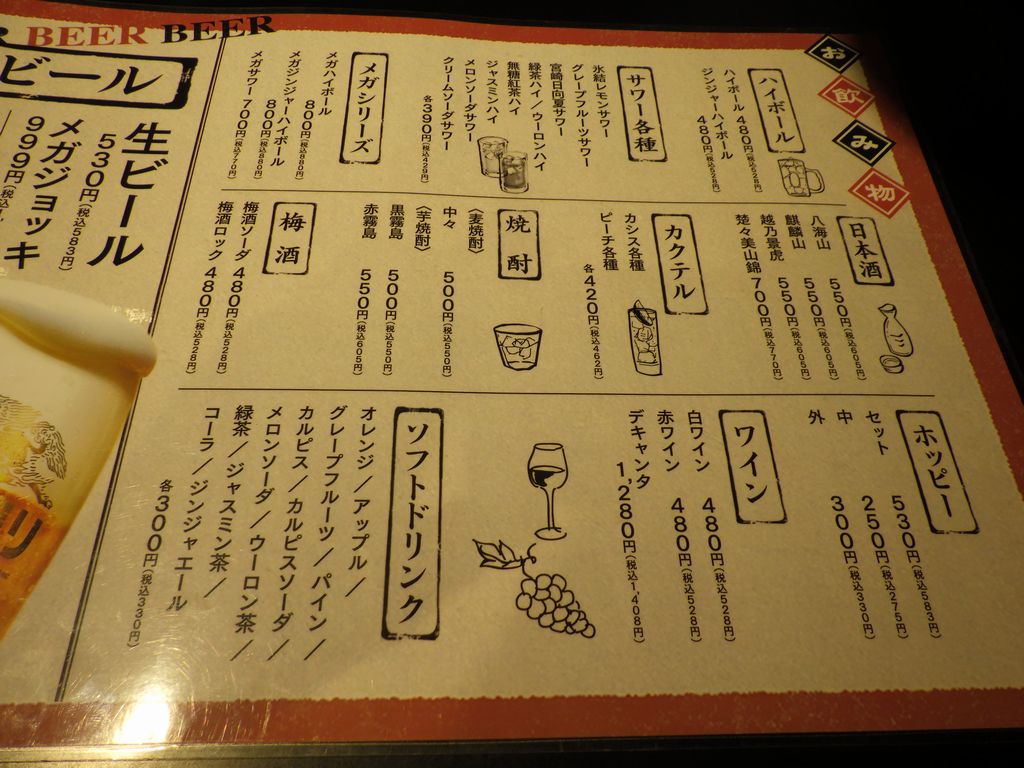 BEER BEER
お飲み物
ハイボール
ハイボール 480円(税込528円)
ジンジャーハイボール
480円(税込528円)
サワー各種
氷結レモンサワー
グレープフルーツサワー
宮崎日向夏サワー
緑茶ハイ/ウーロンハイ
無糖紅茶ハイ
ジャスミンハイ
メロンソーダサワー
クリームソーダサワー
各390円(税込429円)
メガシリーズ
メガハイボール
800円(税込880円)
メガジンジャーハイボール
800円(税込880円)
メガサワー 700円(税込770円)
日本酒
八海山 550円(税込605円)
麒麟山 550円(税込605円)
越乃景虎 550円(税込605円)
楚々美山錦 700円(税込770円)
カクテル
カシス各種
ピーチ各種
各420円(税込462円)
焼酎
〈麦焼酎〉
中々 500円(税込550円)
〈芋焼酎〉
黒霧島 500円(税込550円)
赤霧島 550円(税込605円)
梅酒
梅酒ソーダ 480円(税込528円)
梅酒ロック 480円(税込528円)
ホッピー
セット 530円(税込583円)
中 250円(税込275円)
外 300円(税込330円)
ワイン
白ワイン 480円(税込528円)
赤ワイン 480円(税込528円)
デキャンタ
1,280円(税込1,408円)
ソフトドリンク
オレンジ/アップル/
グレープフルーツ/パイン/
カルピス/カルピスソーダ/
メロンソーダ/ウーロン茶/
緑茶/ジャスミン茶/
コーラ/ジンジャエール
各300円(税込330円)
ビール
生ビール
530円(税込583円)
メガジョッキ
999円(税込